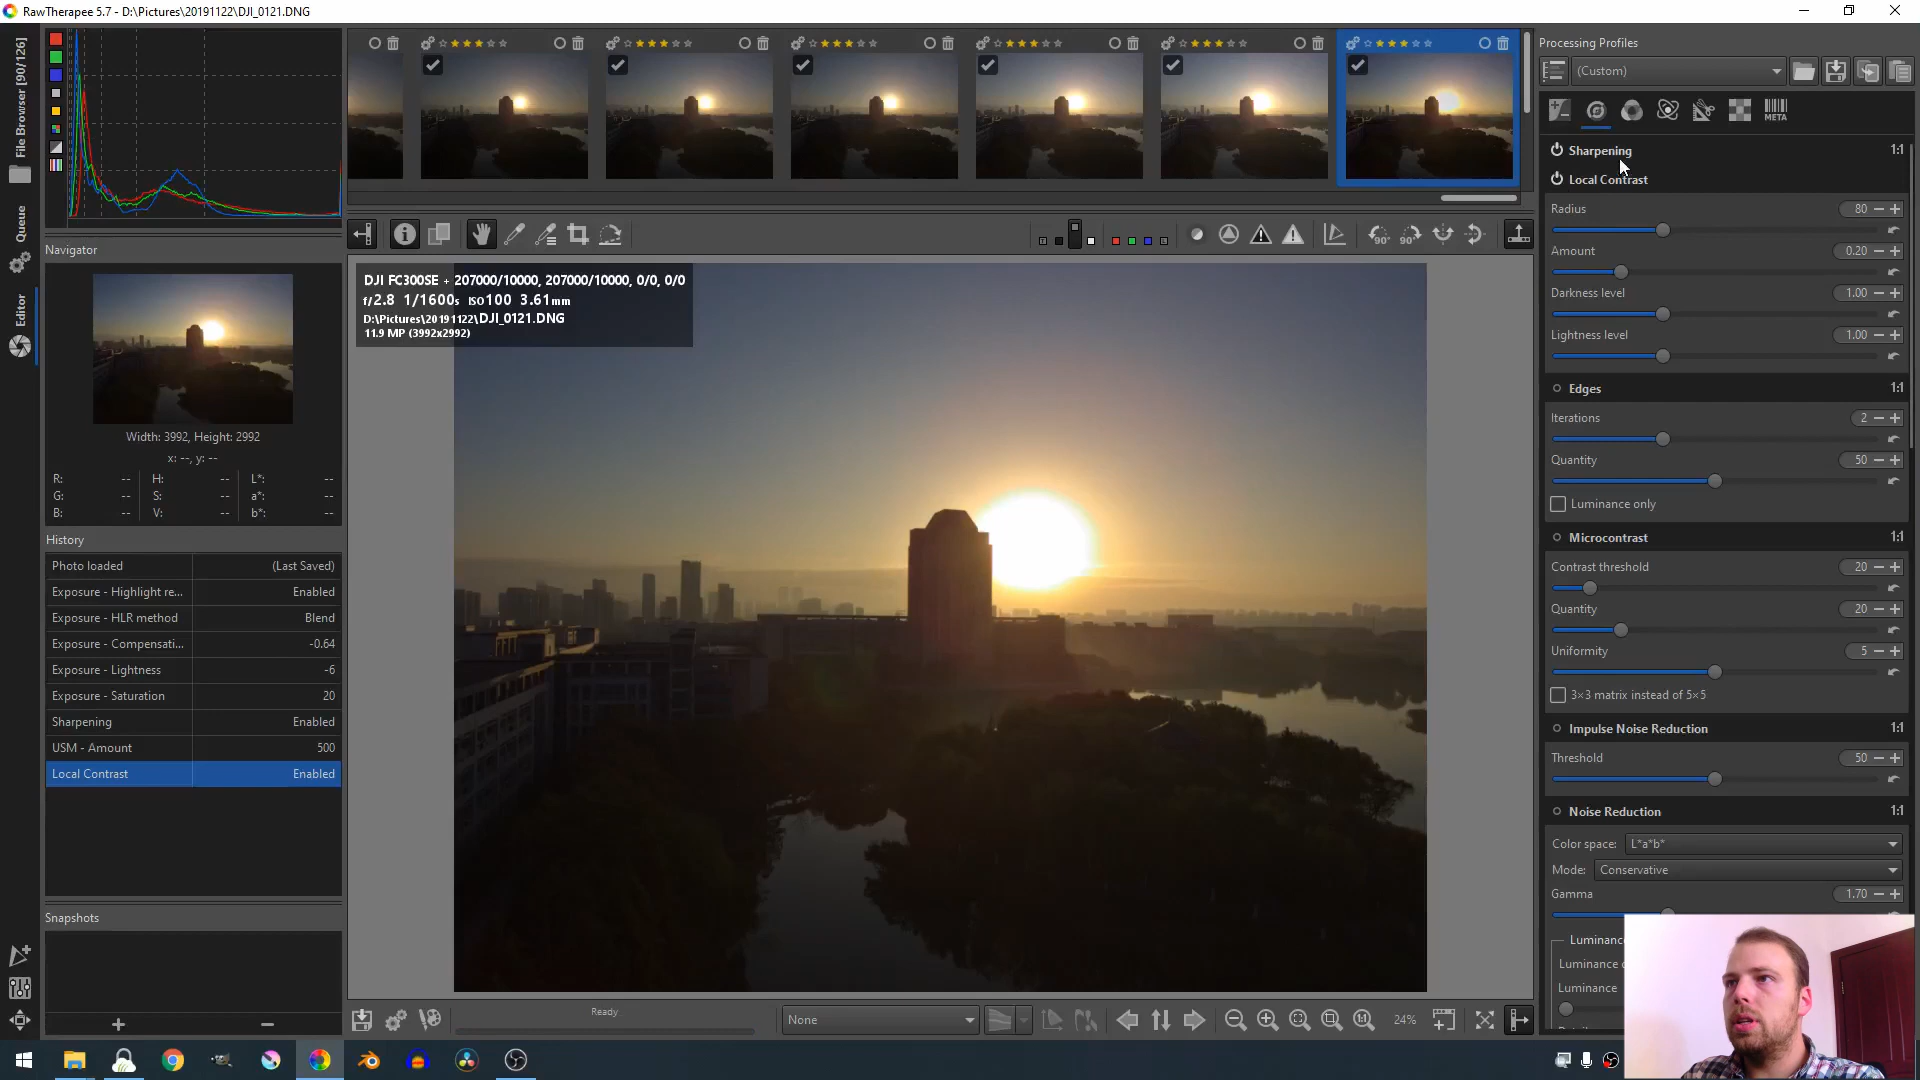 RawTherapee 5.7 - D:\Pictures\20191122\DJI_0121.DNG
File Browser [90/126]
Queue
Editor
Navigator
Width: 3992, Height: 2992
x: --, y: --
R: -- H: -- L*: --
G: -- S: -- a*: --
B: -- V: -- b*: --
History
Photo loaded (Last Saved)
Exposure - Highlight re... Enabled
Exposure - HLR method Blend
Exposure - Compensati... -0.64
Exposure - Lightness -6
Exposure - Saturation 20
Sharpening Enabled
USM - Amount 500
Local Contrast Enabled
Snapshots
DJI FC300SE + 207000/10000, 207000/10000, 0/0, 0/0
f/2.8 1/1600s ISO100 3.61mm
D:\Pictures\20191122\DJI_0121.DNG
11.9 MP (3992x2992)
90° 90°
Ready
None
1:1
24%
Processing Profiles
(Custom)
META
Sharpening 1:1
Local Contrast
Radius 80
Amount 0.20
Darkness level 1.00
Lightness level 1.00
Edges 1:1
Iterations 2
Quantity 50
Luminance only
Microcontrast 1:1
Contrast threshold 20
Quantity 20
Uniformity 5
3×3 matrix instead of 5×5
Impulse Noise Reduction 1:1
Threshold 50
Noise Reduction 1:1
Color space: L*a*b*
Mode: Conservative
Gamma 1.70
Luminance
Luminance